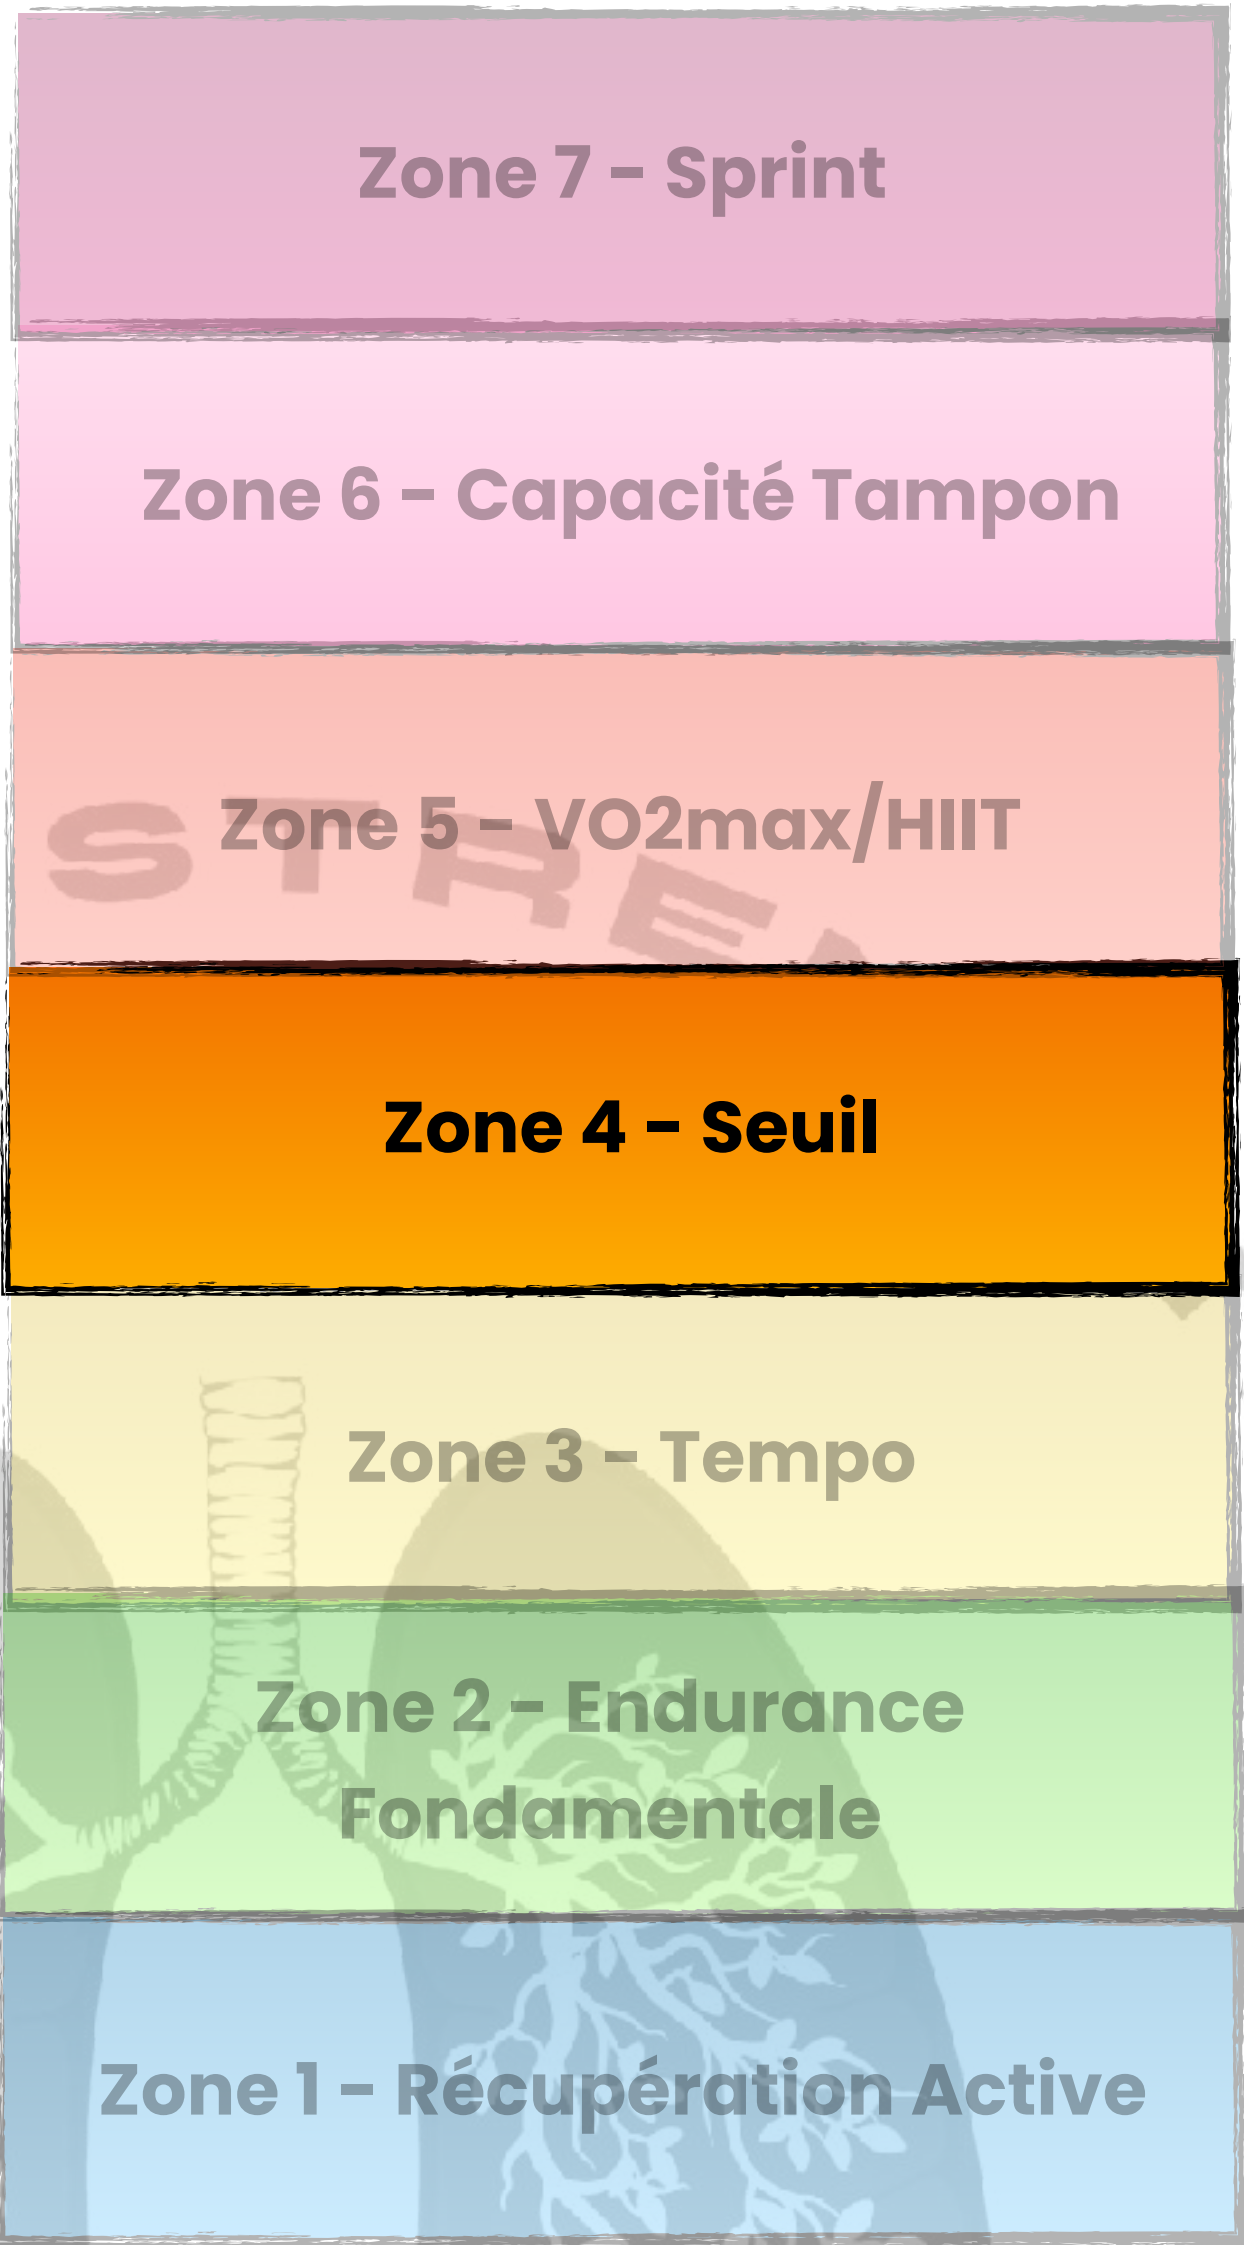 Zone 7 - Sprint
Zone 6 - Capacité Tampon
Zone 5 - VO2max/HIIT
Zone 4 - Seuil
Zone 3 - Tempo
Zone 2 - Endurance
Fondamentale
Zone 1 - Récupération Active